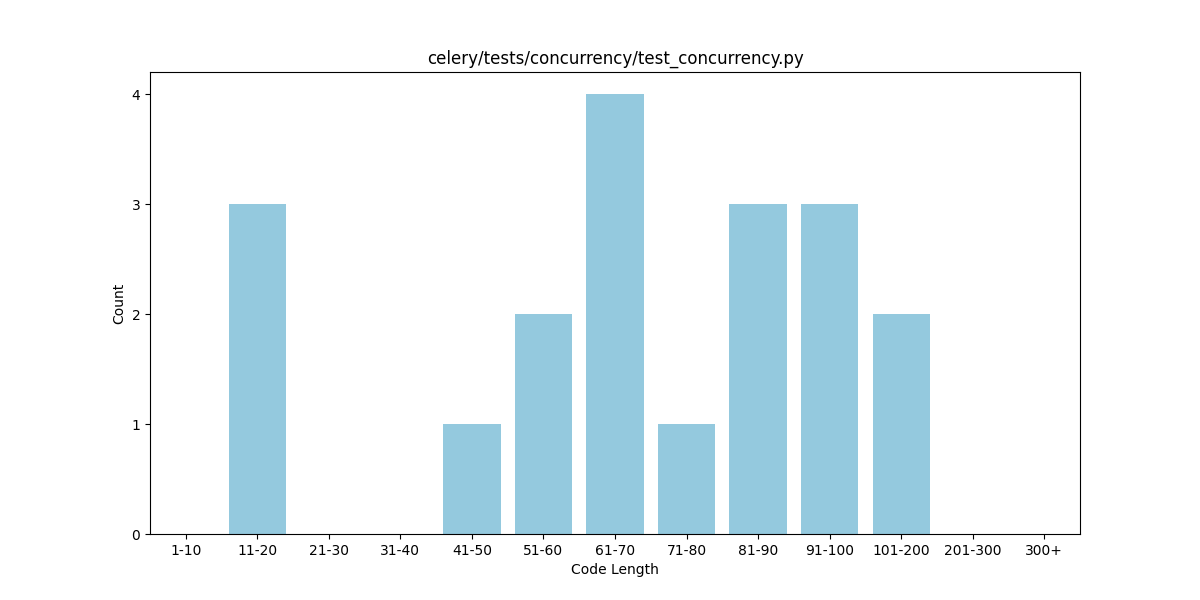 celery/tests/concurrency/test_concurrency.py
4
3
2
1
0
Count
1-10 11-20 21-30 31-40 41-50 51-60 61-70 71-80 81-90 91-100 101-200 201-300 300+
Code Length